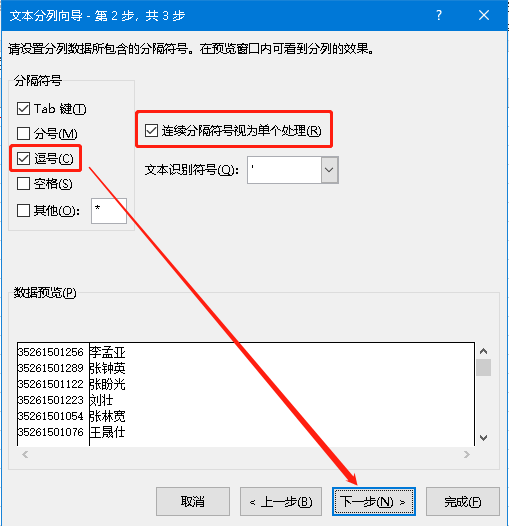 文本分列向导 - 第 2 步，共 3 步
?
请设置分列数据所包含的分隔符号。在预览窗口内可看到分列的效果。
分隔符号
Tab 键(T)
分号(M)
连续分隔符号视为单个处理(R)
逗号(C)
文本识别符号(Q):
'
空格(S)
其他(O):
*
数据预览(P)
35261501256 李孟亚
35261501289 张钟英
35261501122 张盼光
35261501223 刘壮
35261501054 张林宽
35261501076 王晟仕
取消
< 上一步(B)
下一步(N) >
完成(F)